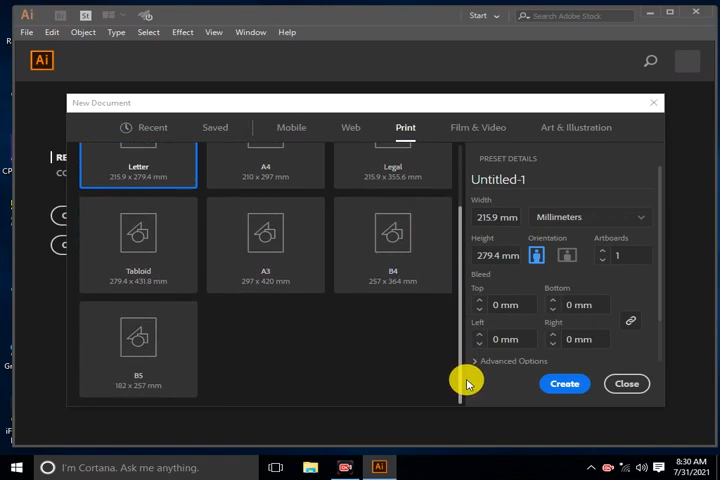 Ai Ai St Start Search Adobe Stock
File Edit Object Type Select Effect View Window Help
Ai
New Document
Recent Saved Mobile Web Print Film & Video Art & Illustration
Letter
215.9 x 279.4 mm
A4
210 x 297 mm
Legal
215.9 x 355.6 mm
Tabloid
279.4 x 431.8 mm
A3
297 x 420 mm
B4
257 x 364 mm
B5
182 x 257 mm
PRESET DETAILS
Untitled-1
Width
215.9 mm Millimeters
Height Orientation Artboards
279.4 mm 1
Bleed
Top Bottom
0 mm 0 mm
Left Right
0 mm 0 mm
Advanced Options
Create Close
I'm Cortana. Ask me anything.
Ai
8:30 AM
7/31/2021